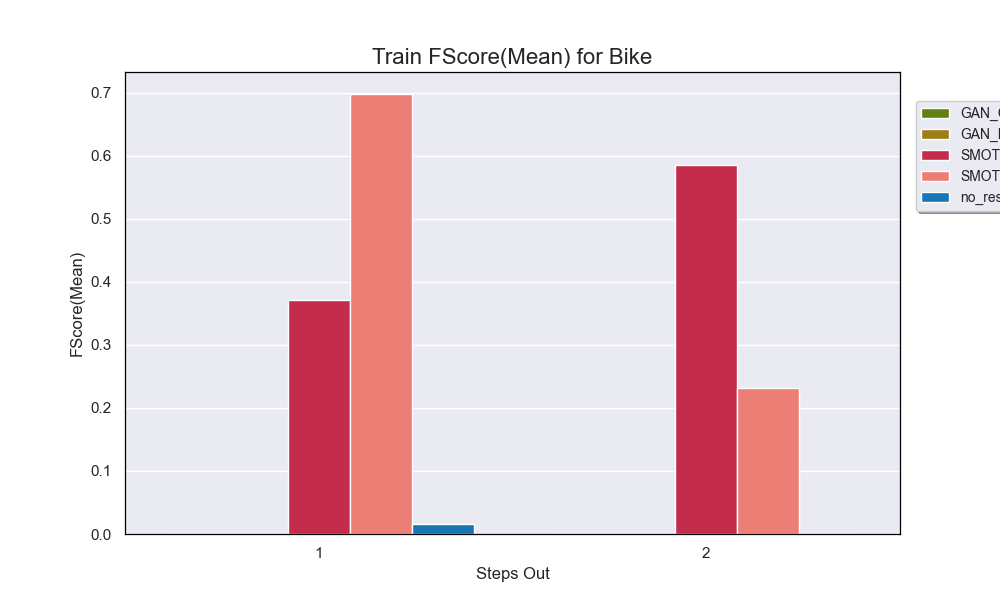 Train FScore(Mean) for Bike
0.7
0.6
0.5
0.4
0.3
0.2
0.1
0.0
FScore(Mean)
1
2
Steps Out
GAN_
GAN_
SMOT
SMOT
no_res